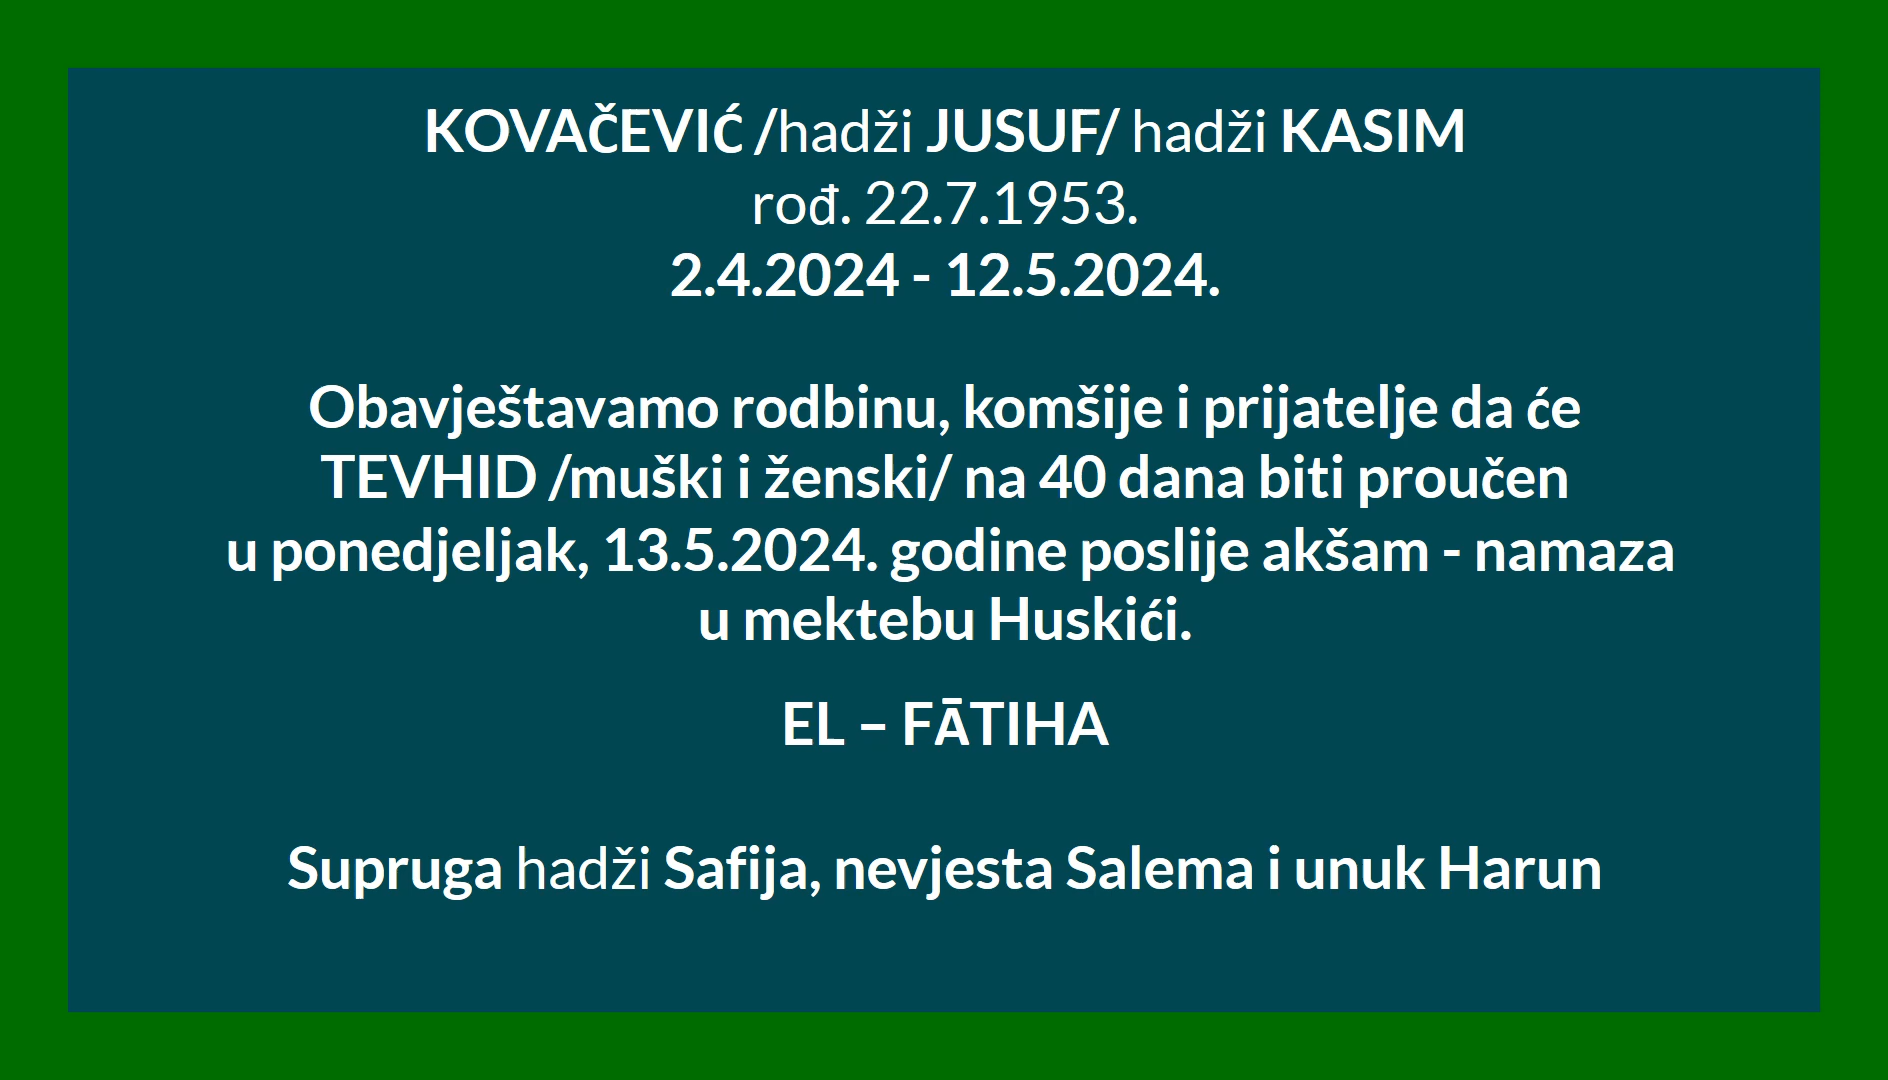 KOVAČEVIĆ /hadži JUSUF/ hadži KASIM
rođ. 22.7.1953.
2.4.2024 - 12.5.2024.
Obavještavamo rodbinu, komšije i prijatelje da će
TEVHID /muški i ženski/ na 40 dana biti proučen
u ponedjeljak, 13.5.2024. godine poslije akšam - namaza
u mektebu Huskići.
EL – FĀTIHA
Supruga hadži Safija, nevjesta Salema i unuk Harun